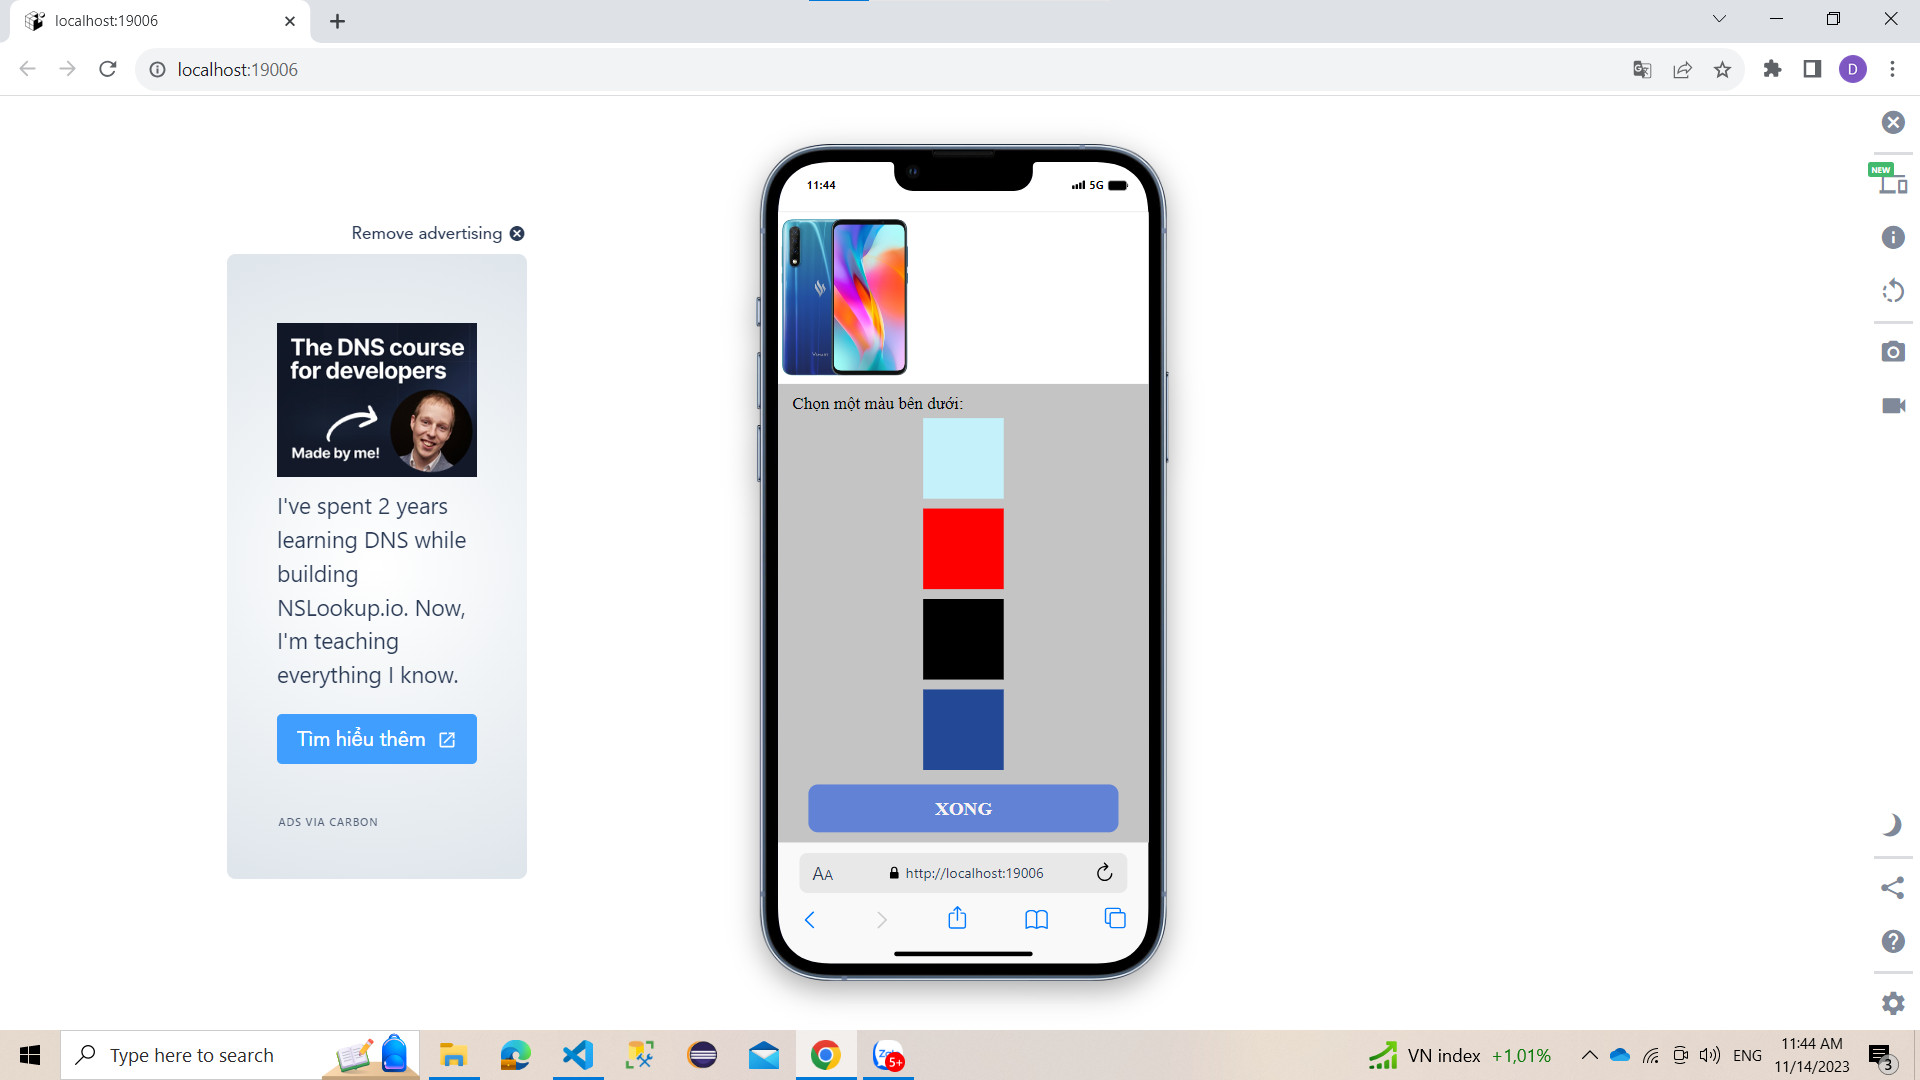 localhost:19006
localhost:19006
D
NEW
Remove advertising
The DNS course
for developers
Made by me!
I've spent 2 years
learning DNS while
building
NSLookup.io. Now,
I'm teaching
everything I know.
Tìm hiểu thêm
ADS VIA CARBON
11:44
5G
Chọn một màu bên dưới:
XONG
AA
http://localhost:19006
Type here to search
5+
VN index +1,01%
ENG
11:44 AM
11/14/2023
3